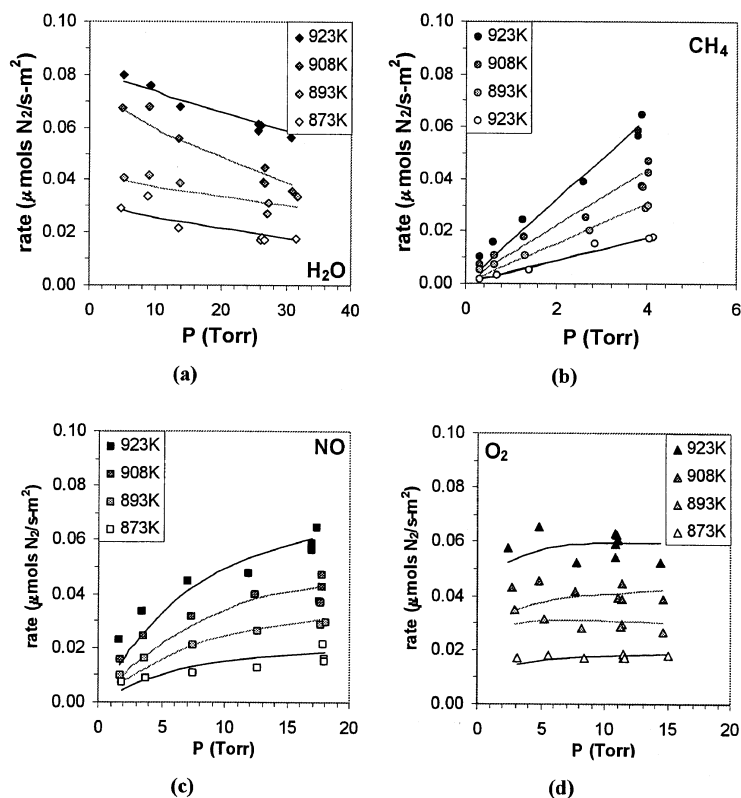 0.10
0.08
0.06
0.04
0.02
0.00
rate (μ mols N2/s-m2)
923K
908K
893K
873K
H2O
0 10 20 30 40
P (Torr)
(a)
0.10
0.08
0.06
0.04
0.02
0.00
rate (μ mols N2/s-m2)
923K
908K
893K
923K
CH4
0 2 4 6
P (Torr)
(b)
0.10
0.08
0.06
0.04
0.02
0.00
rate (μmols N2/s-m2)
923K
908K
893K
873K
NO
0 5 10 15 20
P (Torr)
(c)
0.10
0.08
0.06
0.04
0.02
0.00
rate (μmols N2/s-m2)
O2
923K
908K
893K
873K
0 5 10 15 20
P (Torr)
(d)